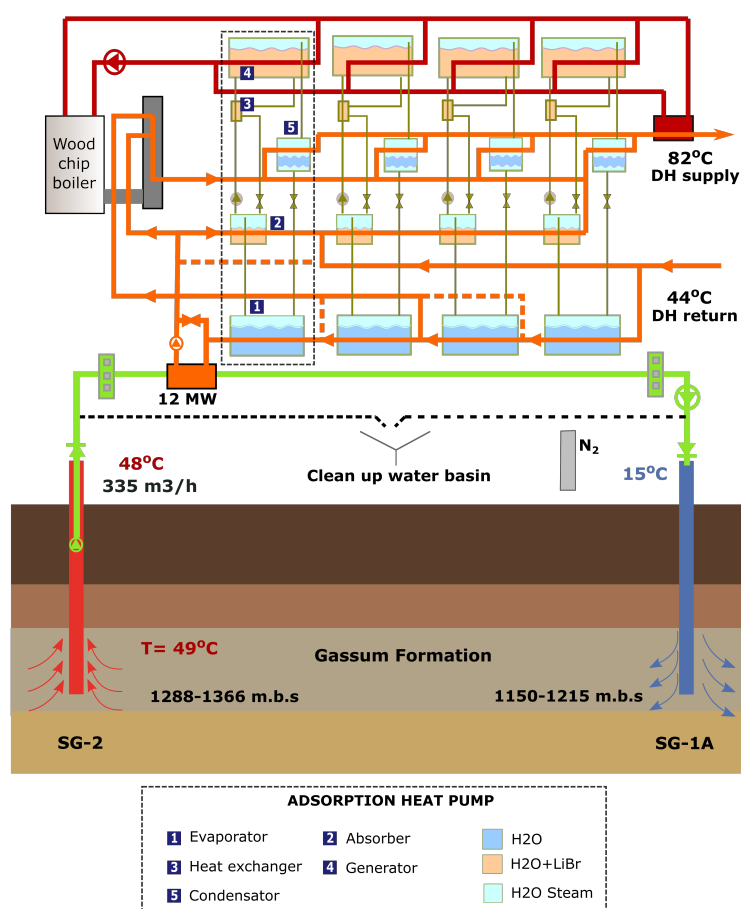 4
3
5
Wood
chip
boiler
82°C
DH supply
2
44°C
DH return
1
12 MW
48°C
335 m3/h
Clean up water basin
N₂
15°C
T= 49°C
Gassum Formation
1288-1366 m.b.s
1150-1215 m.b.s
SG-2
SG-1A
ADSORPTION HEAT PUMP
1 Evaporator
2 Absorber
H2O
3 Heat exchanger
4 Generator
H2O+LiBr
5 Condensator
H2O Steam